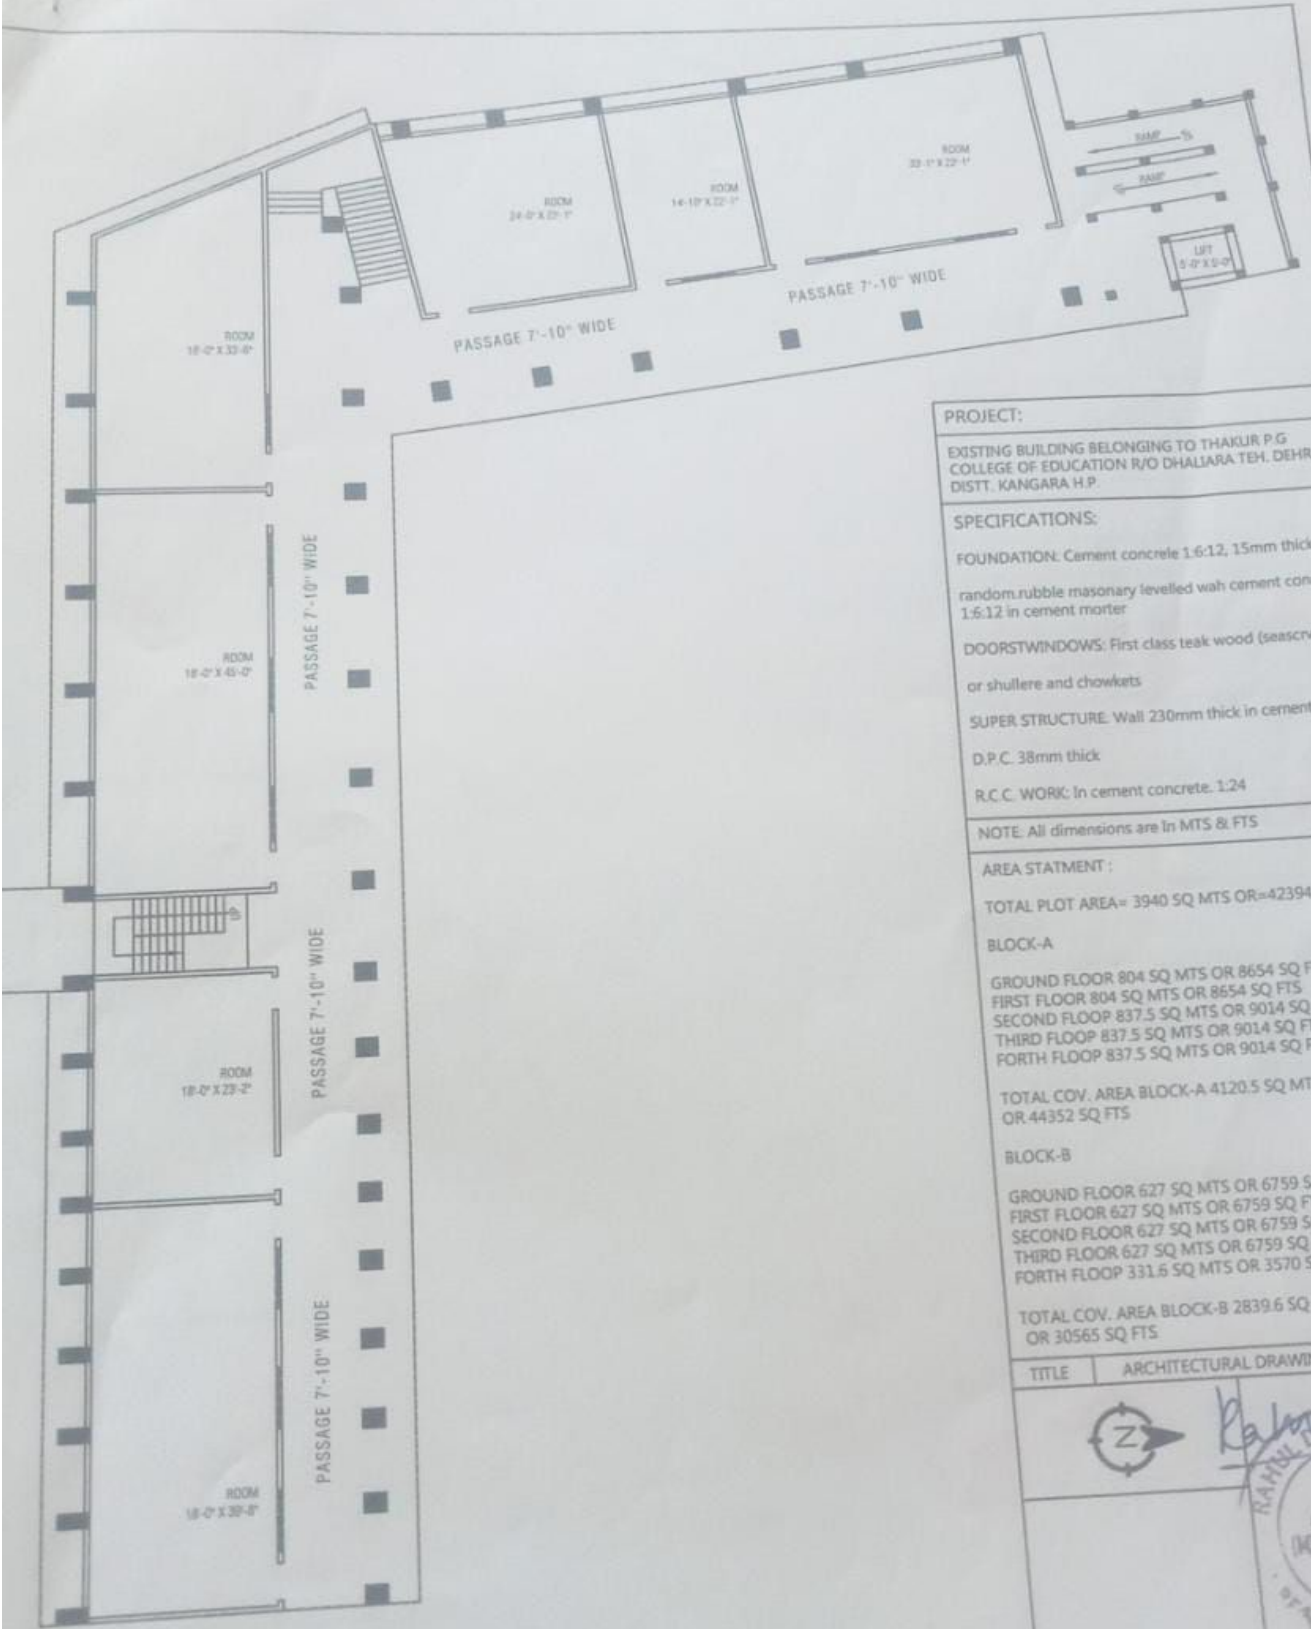 ROOM
33'-1" X 22'-1"
RAMP
RAMP
LIFT
5'-0" X 5'-0"
ROOM
14'-10" X 22'-1"
ROOM
24'-0" X 22'-1"
PASSAGE 7'-10" WIDE
PASSAGE 7'-10" WIDE
ROOM
18'-0" X 33'-6"
PASSAGE 7'-10" WIDE
ROOM
18'-0" X 45'-0"
PASSAGE 7'-10" WIDE
ROOM
18'-0" X 23'-2"
PASSAGE 7'-10" WIDE
ROOM
18'-0" X 39'-8"
PROJECT:
EXISTING BUILDING BELONGING TO THAKUR P.G
COLLEGE OF EDUCATION R/O DHALIARA TEH. DEHR
DISTT. KANGARA H.P.
SPECIFICATIONS:
FOUNDATION: Cement concrele 1:6:12, 15mm thick
random.rubble masonary levelled wah cement con
1:6:12 in cement morter
DOORSTWINDOWS: First class teak wood
or shullere and chowkets
SUPER STRUCTURE: Wall 230mm thick in cement
D.P.C. 38mm thick
R.C.C. WORK: In cement concrete. 1:24
NOTE. All dimensions are In MTS & FTS
AREA STATMENT :
TOTAL PLOT AREA= 3940 SQ MTS OR=42394
BLOCK-A
GROUND FLOOR 804 SQ MTS OR 8654 SQ F
FIRST FLOOR 804 SQ MTS OR 8654 SQ FTS
SECOND FLOOP 837.5 SQ MTS OR 9014 SQ
THIRD FLOOP 837.5 SQ MTS OR 9014 SQ F
FORTH FLOOP 837.5 SQ MTS OR 9014 SQ F
TOTAL COV. AREA BLOCK-A 4120.5 SQ MT
OR 44352 SQ FTS
BLOCK-B
GROUND FLOOR 627 SQ MTS OR 6759 S
FIRST FLOOR 627 SQ MTS OR 6759 SQ F
SECOND FLOOR 627 SQ MTS OR 6759 S
THIRD FLOOR 627 SQ MTS OR 6759 SQ
FORTH FLOOP 331.6 SQ MTS OR 3570 S
TOTAL COV. AREA BLOCK-B 2839.6 SQ
OR 30565 SQ FTS
TITLE ARCHITECTURAL DRAWIN
N
RAHUL